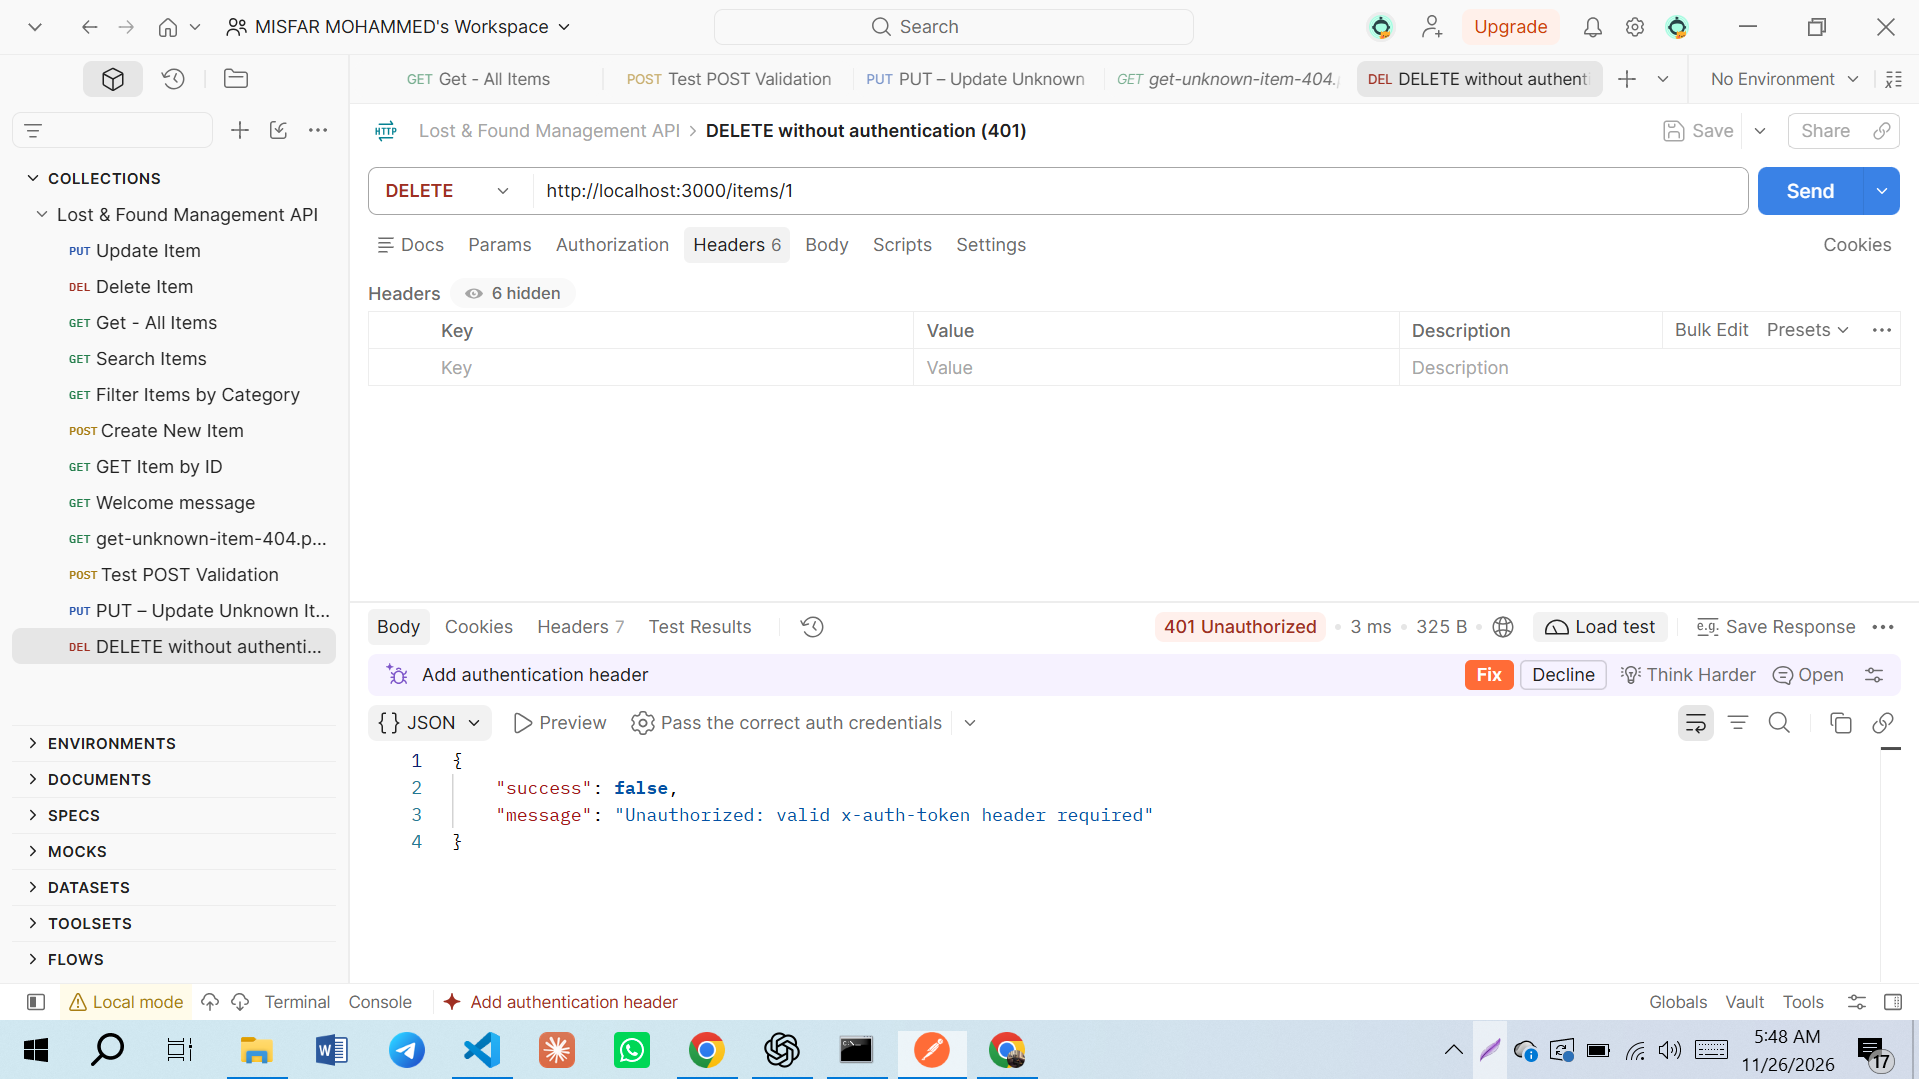 MISFAR MOHAMMED's Workspace
Search
Upgrade
GET Get - All Items
POST Test POST Validation
PUT PUT – Update Unknown
GET get-unknown-item-404.
DEL DELETE without authenti
No Environment
HTTP Lost & Found Management API > DELETE without authentication (401)
Save
Share
COLLECTIONS
Lost & Found Management API
PUT Update Item
DEL Delete Item
GET Get - All Items
GET Search Items
GET Filter Items by Category
POST Create New Item
GET GET Item by ID
GET Welcome message
GET get-unknown-item-404.p...
POST Test POST Validation
PUT PUT – Update Unknown It...
DEL DELETE without authenti...
ENVIRONMENTS
DOCUMENTS
SPECS
MOCKS
DATASETS
TOOLSETS
FLOWS
DELETE http://localhost:3000/items/1
Send
Docs Params Authorization Headers 6 Body Scripts Settings
Cookies
Headers 6 hidden
Key Value Description Bulk Edit Presets
Key Value Description
Body Cookies Headers 7 Test Results
401 Unauthorized • 3 ms • 325 B
Load test
e.g. Save Response
Add authentication header
Fix Decline Think Harder Open
{} JSON Preview Pass the correct auth credentials
1 {
2 "success": false,
3 "message": "Unauthorized: valid x-auth-token header required"
4 }
Local mode Terminal Console Add authentication header
Globals Vault Tools
5:48 AM
11/26/2026
17